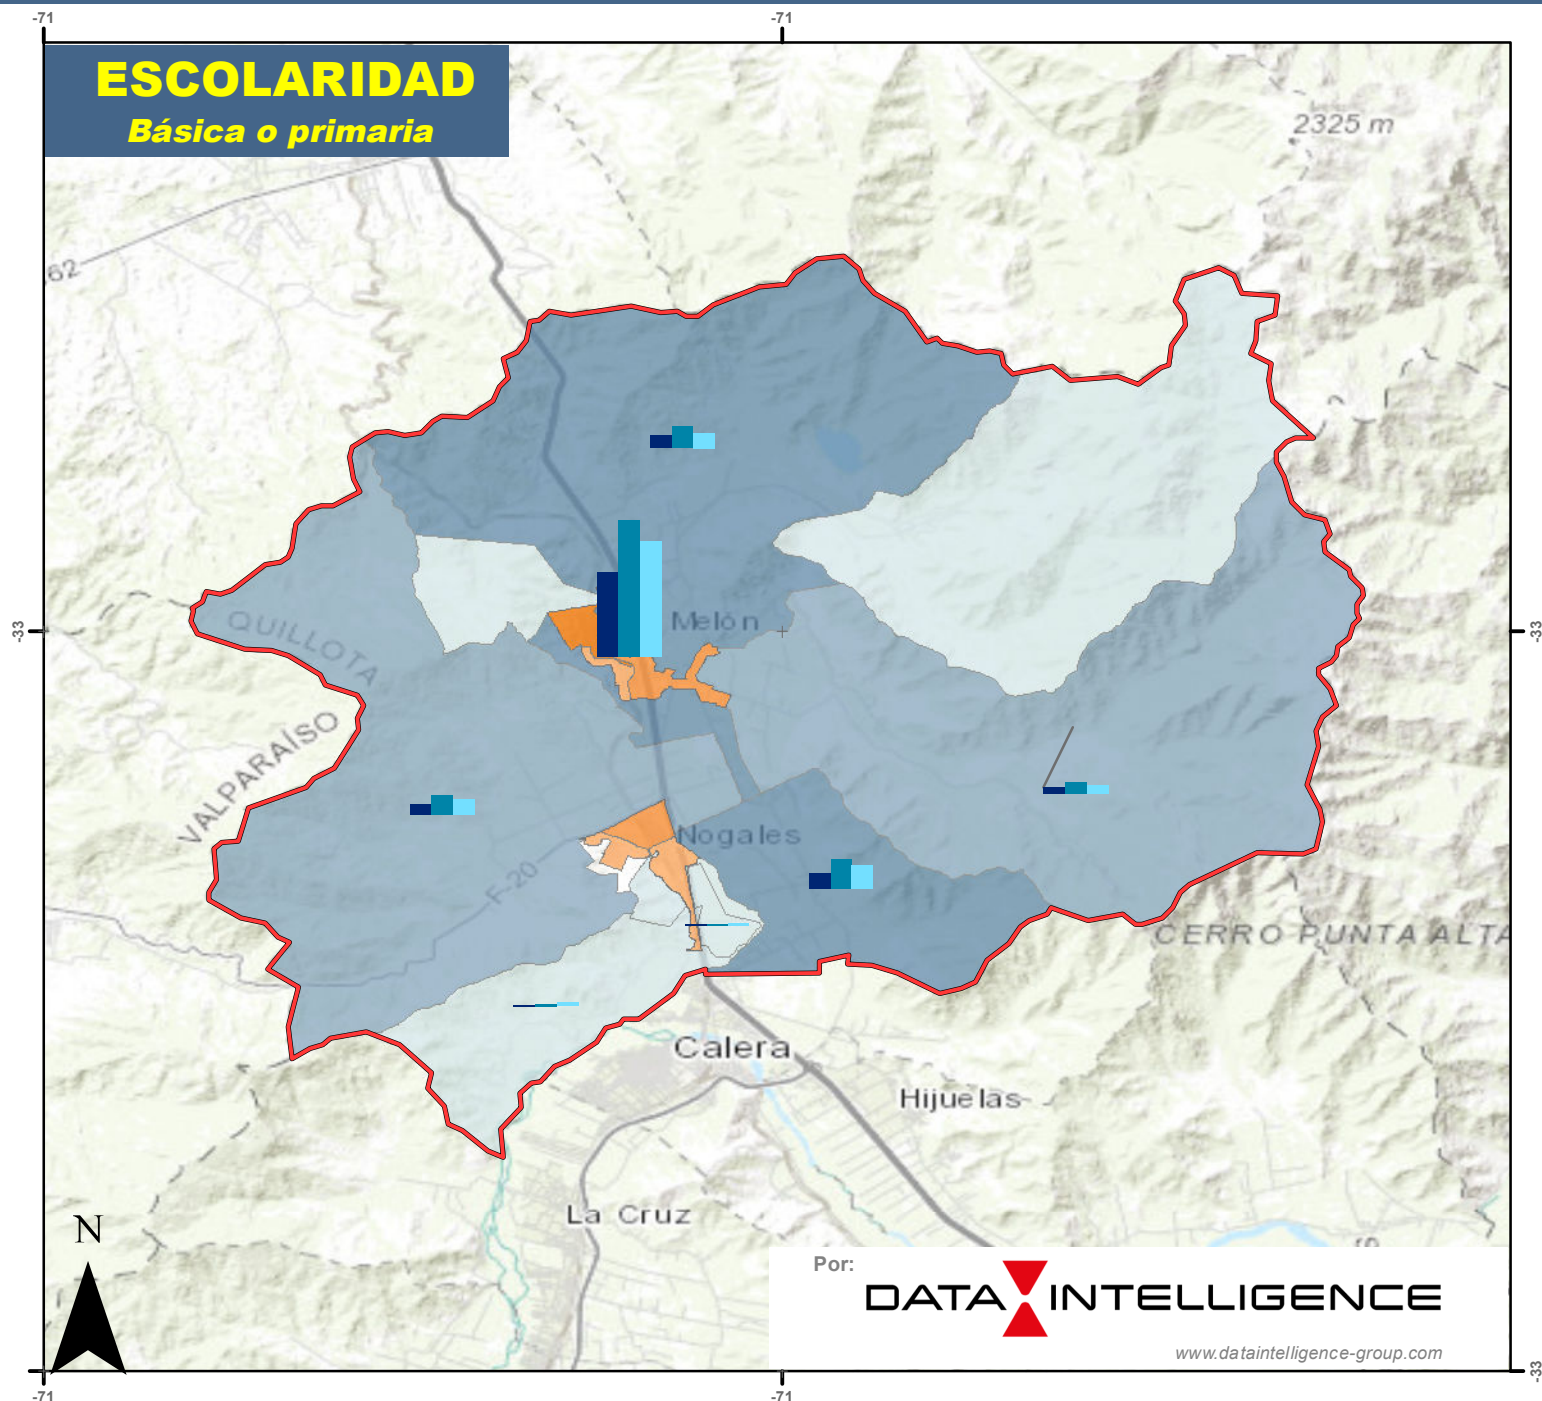 -71
-71
ESCOLARIDAD
Básica o primaria
2325 m
62
-33
-33
QUILLOTA
Melón
VALPARAÍSO
Nogales
F-20
CERRO PUNTA ALTA
Calera
Hijuelas
La Cruz
N
Por:
DATA INTELLIGENCE
www.dataintelligence-group.com
-33
-71
-71